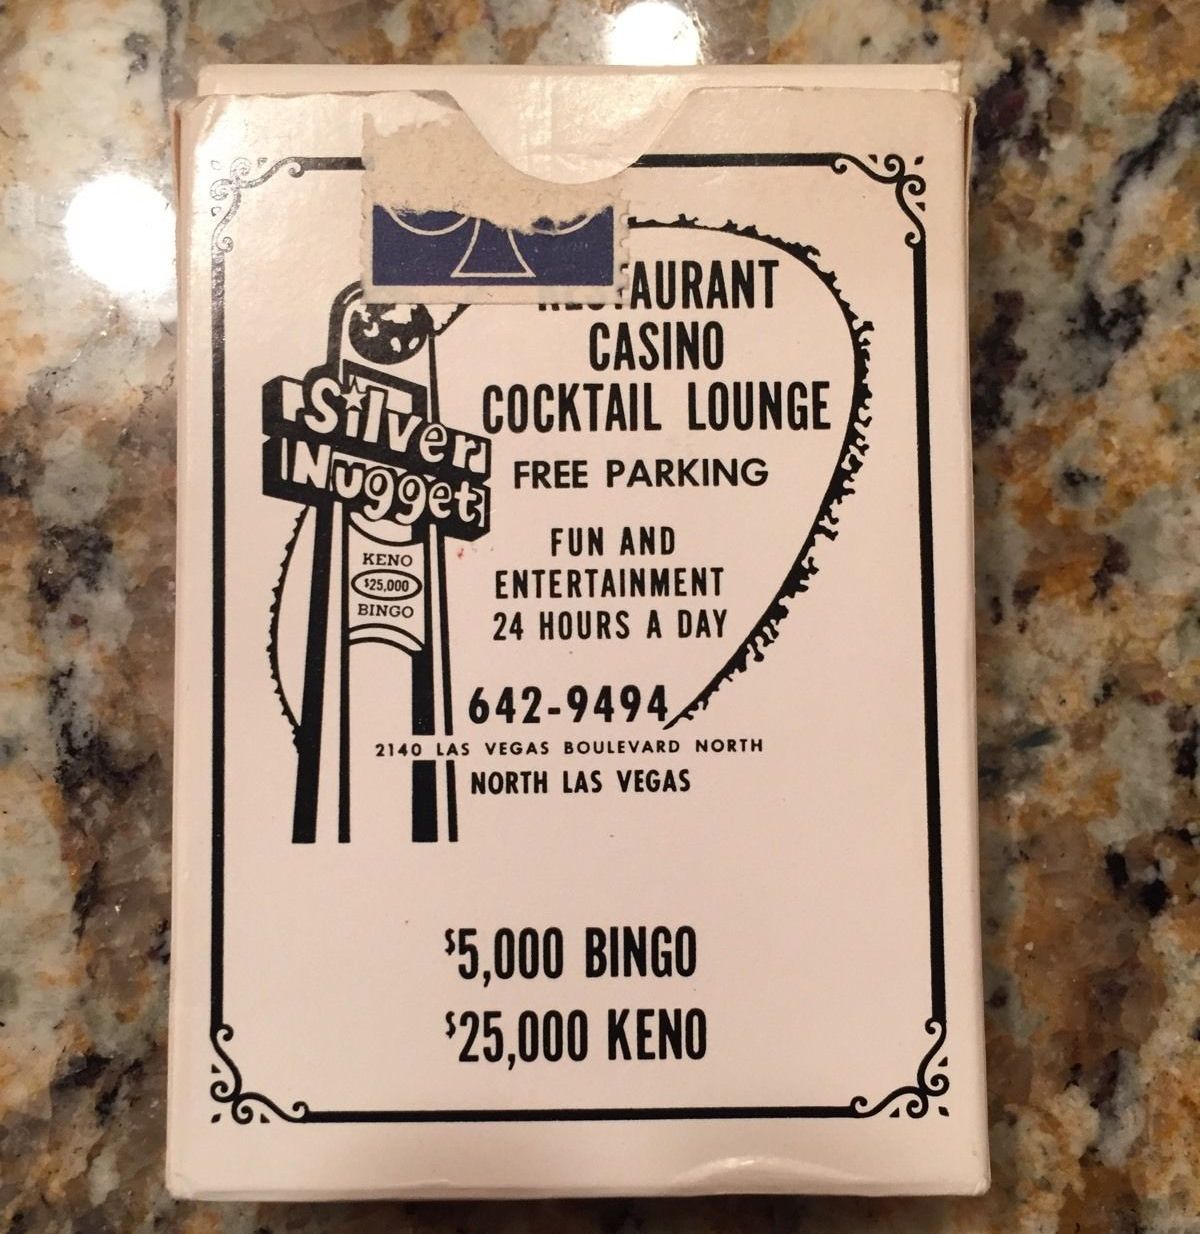 RESTAURANT
CASINO
COCKTAIL LOUNGE
FREE PARKING
FUN AND
ENTERTAINMENT
24 HOURS A DAY
Silver
Nugget
KENO
$25,000
BINGO
642-9494
2140 LAS VEGAS BOULEVARD NORTH
NORTH LAS VEGAS
$5,000 BINGO
$25,000 KENO